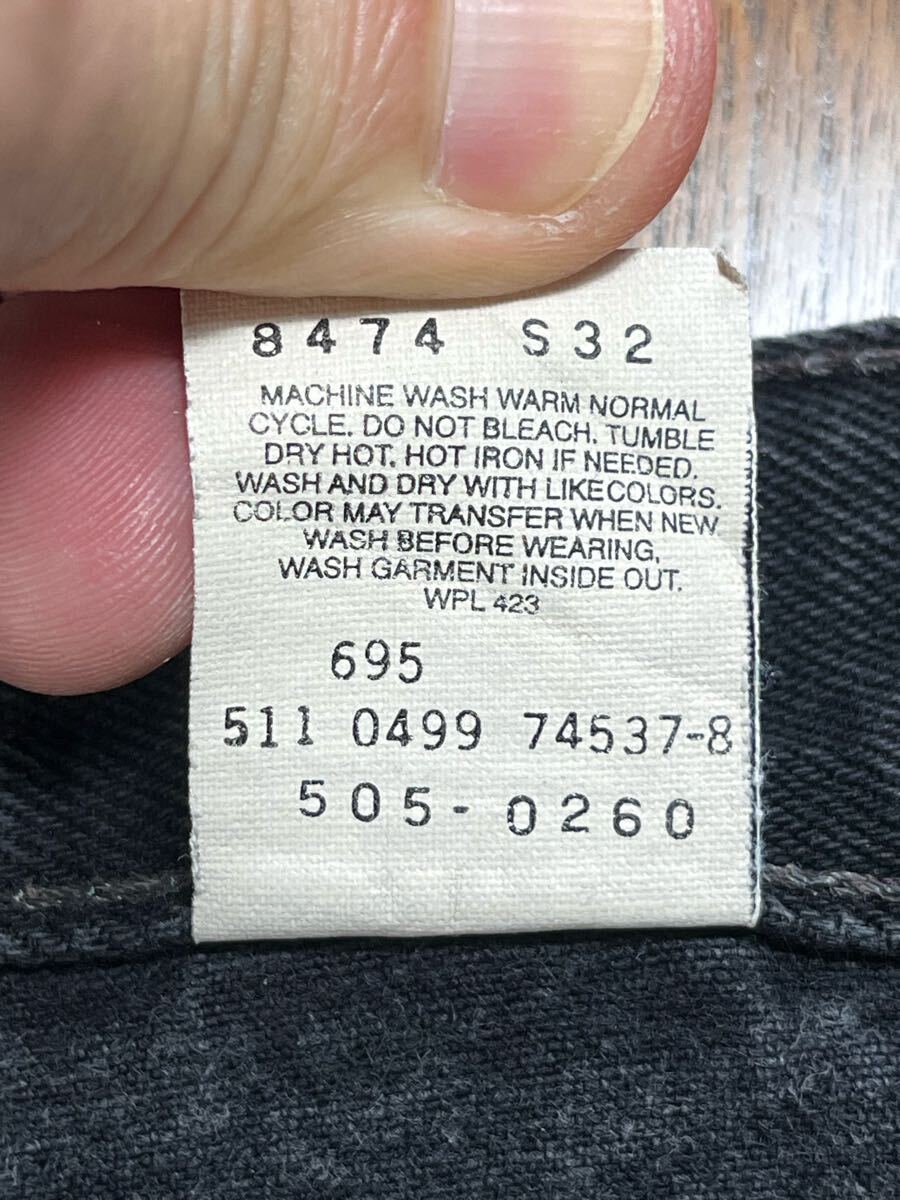 8474 S32
MACHINE WASH WARM NORMAL
CYCLE. DO NOT BLEACH. TUMBLE
DRY HOT. HOT IRON IF NEEDED.
WASH AND DRY WITH LIKE COLORS.
COLOR MAY TRANSFER WHEN NEW
WASH BEFORE WEARING,
WASH GARMENT INSIDE OUT.
WPL 423
695
511 0499 74537-8
505-0260